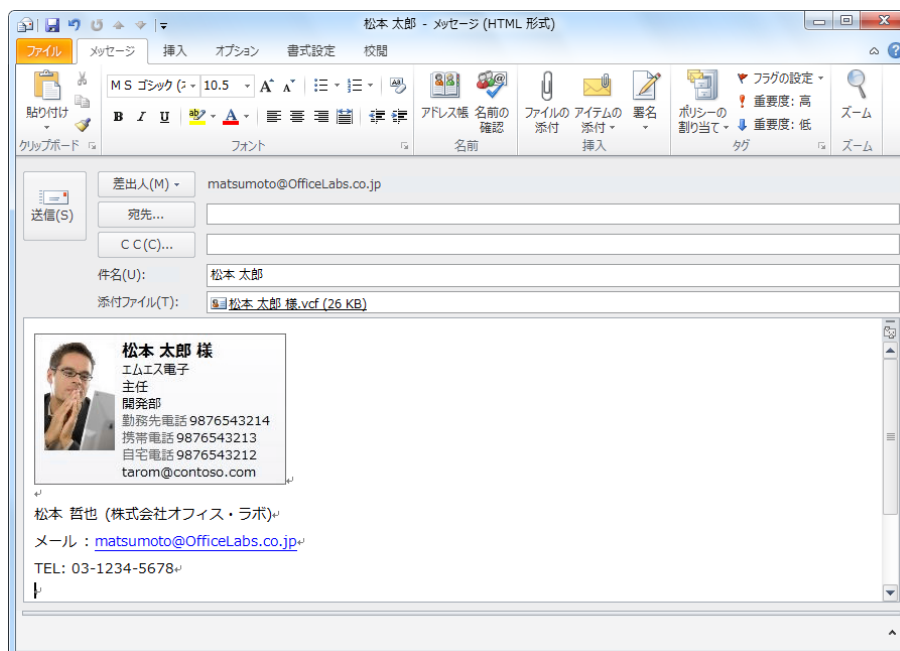 松本 太郎 - メッセージ (HTML 形式)
ファイル メッセージ 挿入 オプション 書式設定 校閲
貼り付け
クリップボード
MS ゴシック (ﾆ 10.5
B I U
フォント
アドレス帳 名前の確認
名前
ファイルの添付 アイテムの添付 署名
挿入
ポリシーの割り当て
フラグの設定
重要度: 高
重要度: 低
タグ
ズーム
ズーム
送信(S)
差出人(M) matsumoto@OfficeLabs.co.jp
宛先...
C C(C)...
件名(U): 松本 太郎
添付ファイル(T): 松本 太郎 様.vcf (26 KB)
松本 太郎 様
エムエス電子
主任
開発部
勤務先電話 9876543214
携帯電話 9876543213
自宅電話 9876543212
tarom@contoso.com
松本 哲也 (株式会社オフィス・ラボ)
メール : matsumoto@OfficeLabs.co.jp
TEL: 03-1234-5678